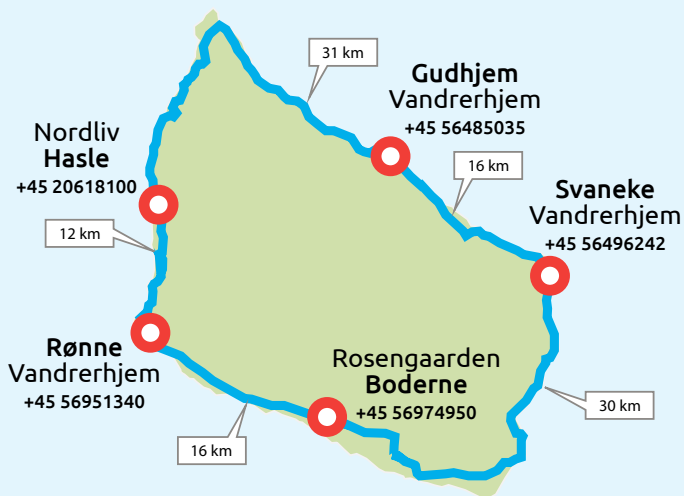 31 km
Gudhjem
Vandrerhjem
+45 56485035
Nordliv
Hasle
+45 20618100
16 km
Svaneke
Vandrerhjem
+45 56496242
12 km
Rønne
Vandrerhjem
+45 56951340
Rosengaarden
Boderne
+45 56974950
30 km
16 km